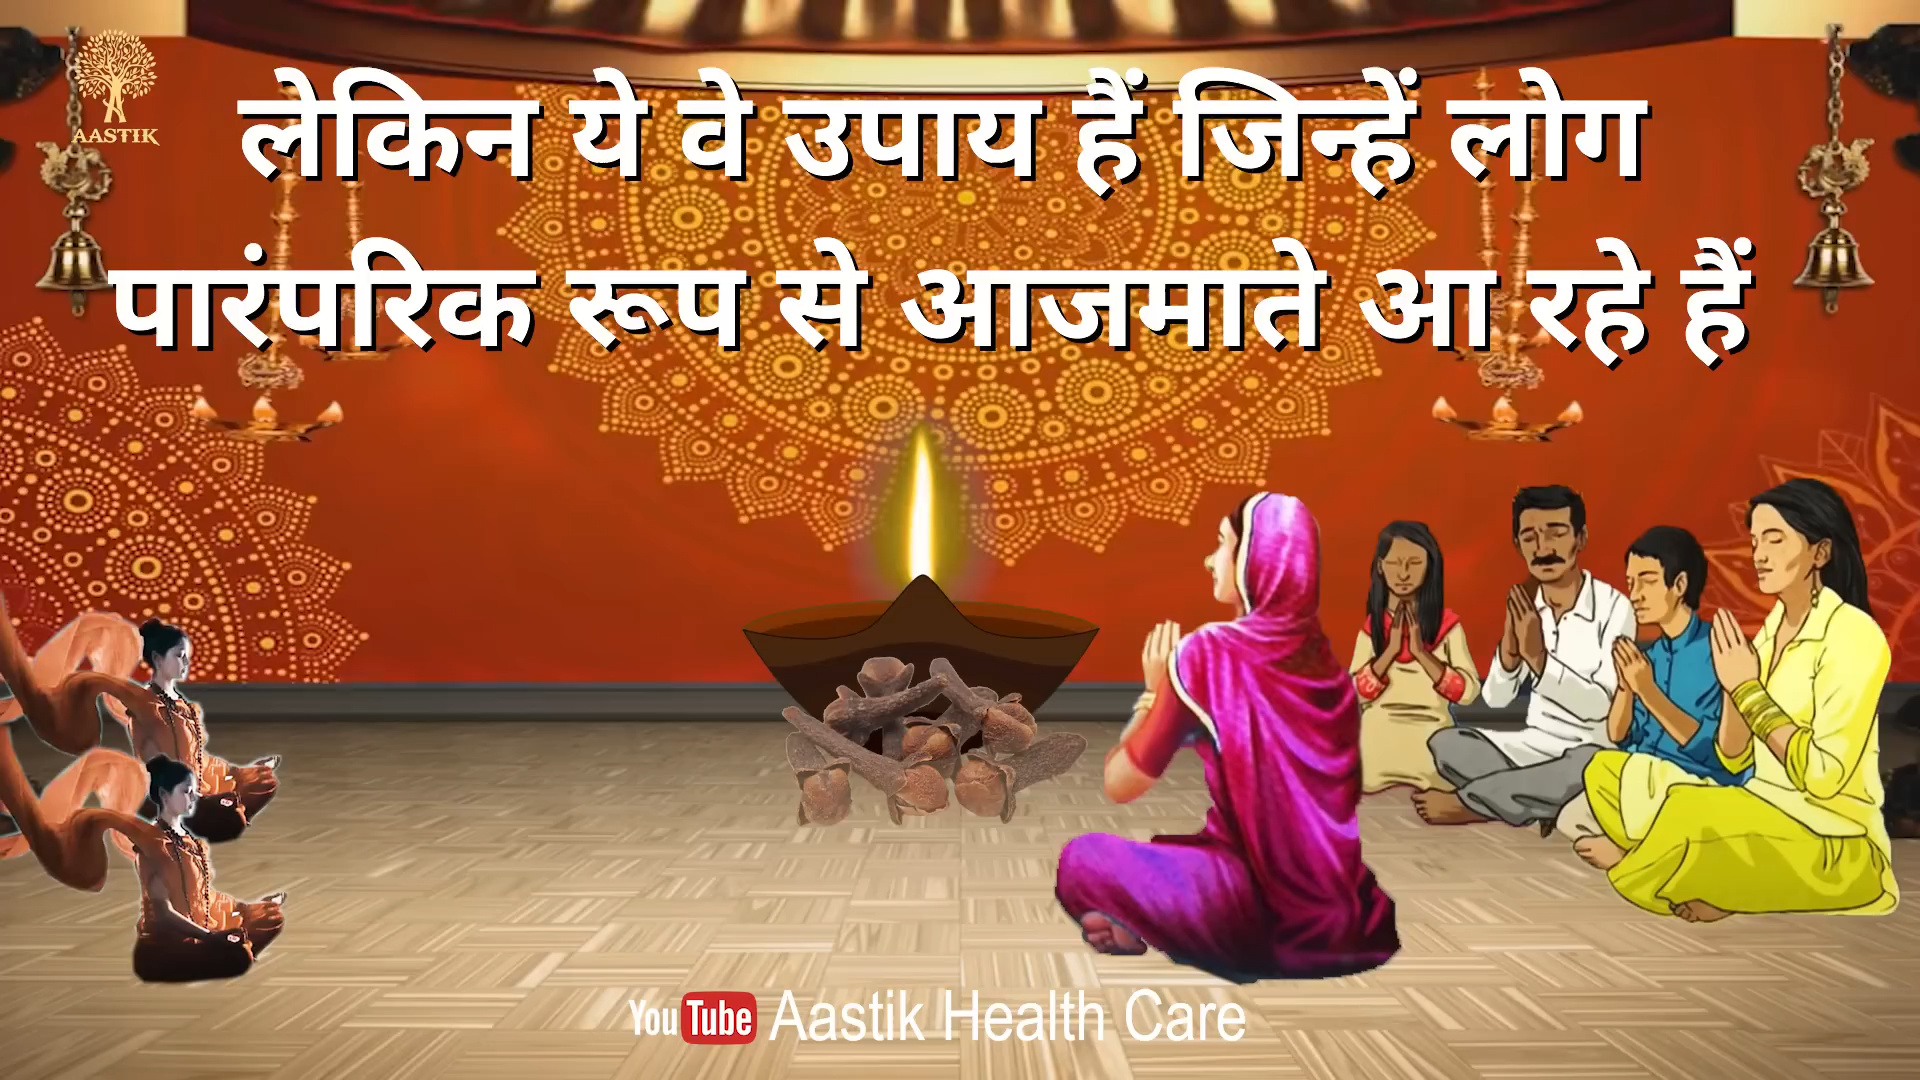 AASTIK
लेकिन ये वे उपाय हैं जिन्हें लोग
पारंपरिक रूप से आजमाते आ रहे हैं
YouTube Aastik Health Care